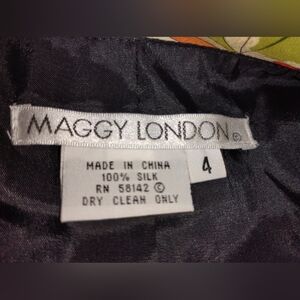 MAGGY LONDON®
4
MADE IN CHINA
100% SILK
RN 58142 ©
DRY CLEAN ONLY